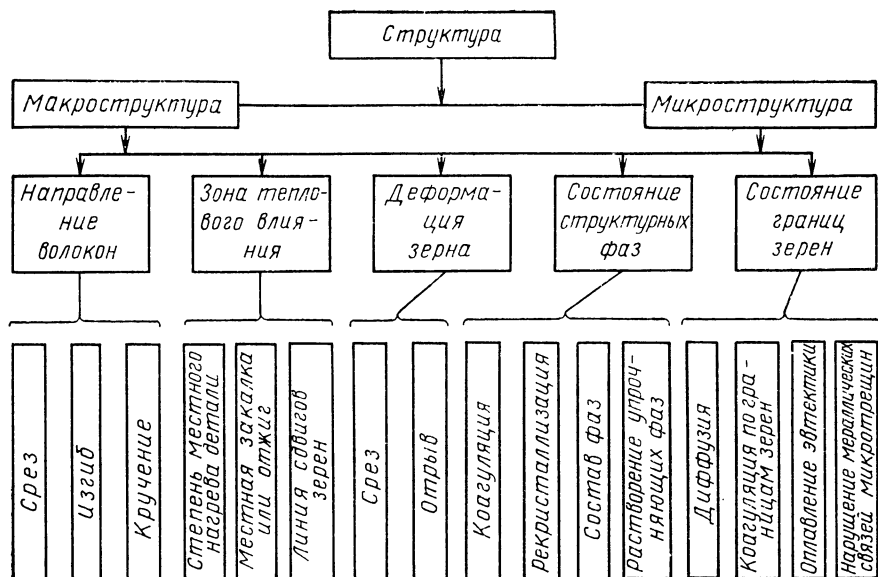 Структура
Макроструктура
Микроструктура
Направле-
ние
волокон
Зона тепло-
вого влия-
ния
Деформа-
ция
зерна
Состояние
структурных
фаз
Состояние
границ
зерен
Срез
Изгиб
Кручение
Степень местного
нагрева детали
Местная закалка
или отжиг
Линия сдвигов
зерен
Срез
Отрыв
Коагуляция
Рекристаллизация
Состав фаз
Растворение упроч-
няющих фаз
Диффузия
Коагуляция по гра-
ницам зерен
Оплавление эвтектики
Нарушение мераллических
связей микротрещин